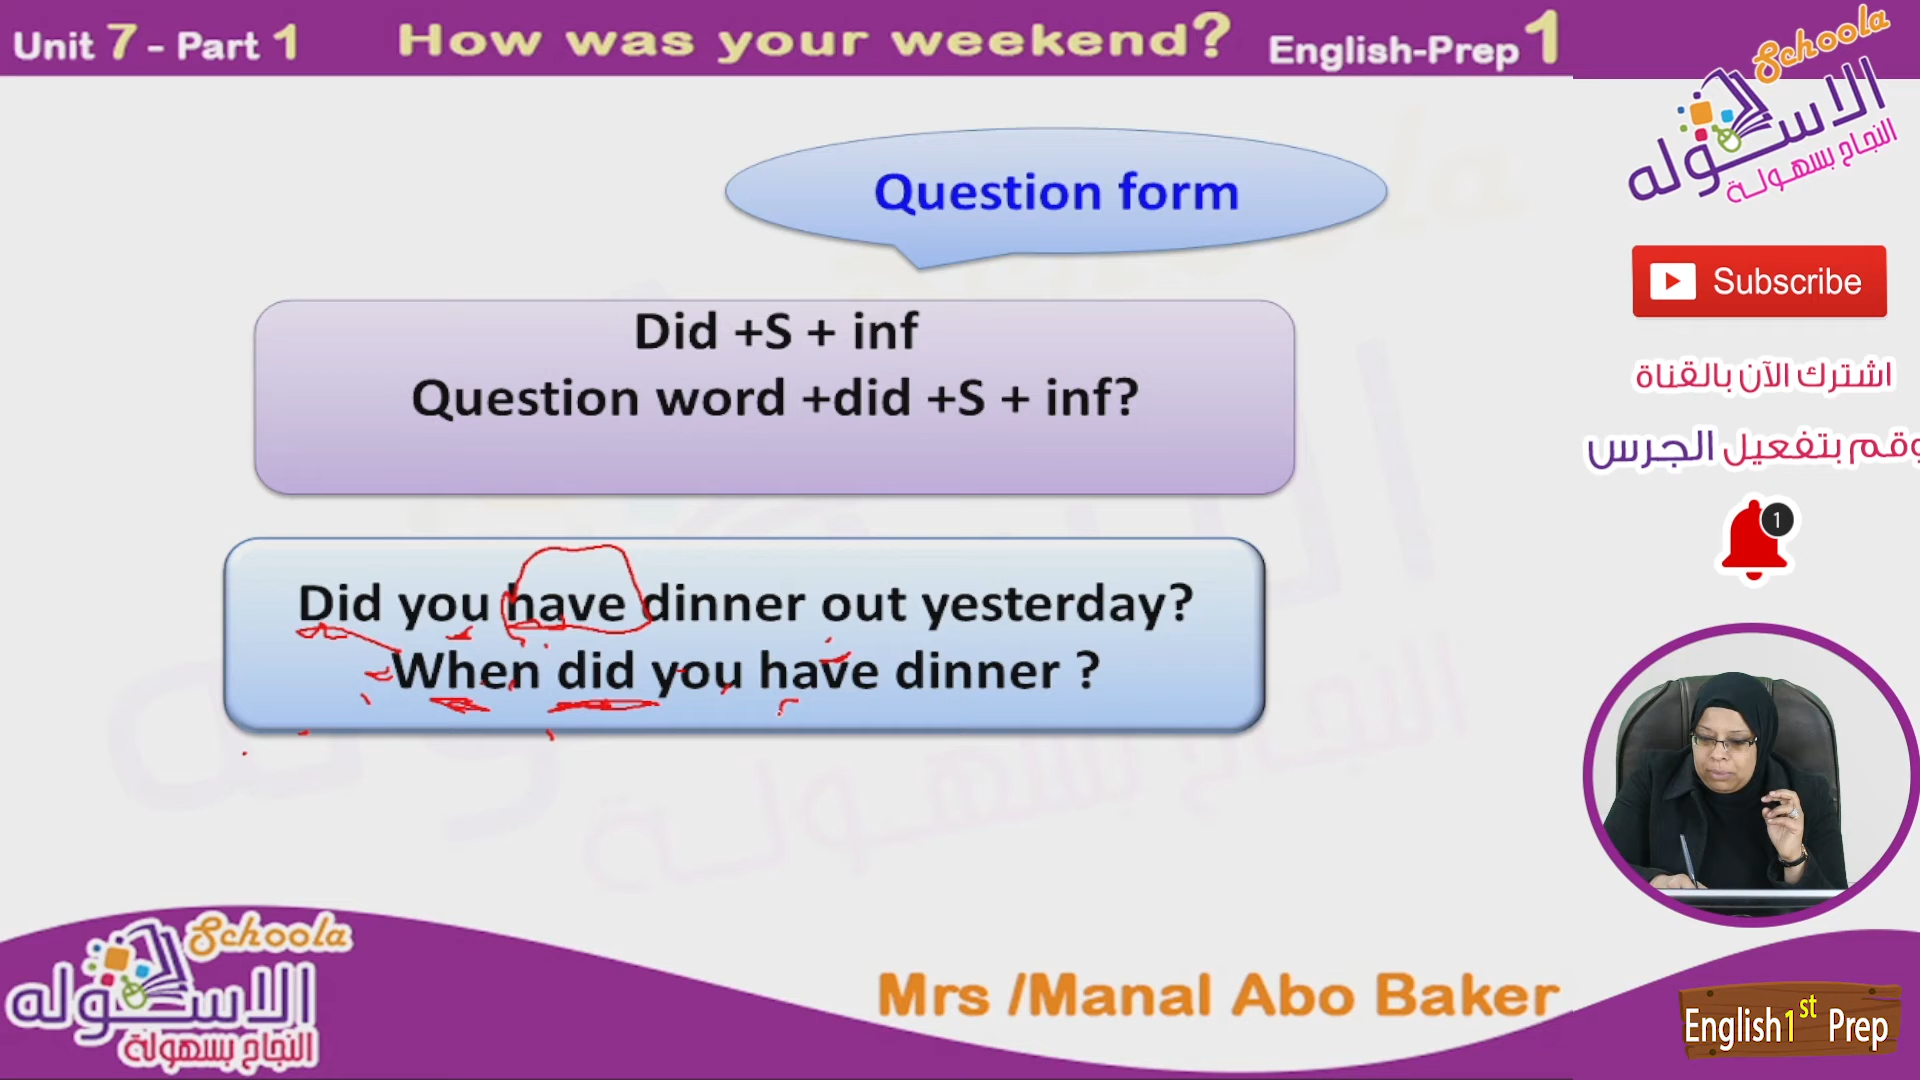 Unit 7 - Part 1
How was your weekend?
English-Prep 1
Schoola
الاسكوله
النجاح بسهولة
Question form
Subscribe
Did +S + inf
Question word +did +S + inf?
اشترك الآن بالقناة
وقم بتفعيل الجرس
1
Did you have dinner out yesterday?
When did you have dinner ?
Schoola
الاسكوله
النجاح بسهولة
Mrs /Manal Abo Baker
English 1st Prep